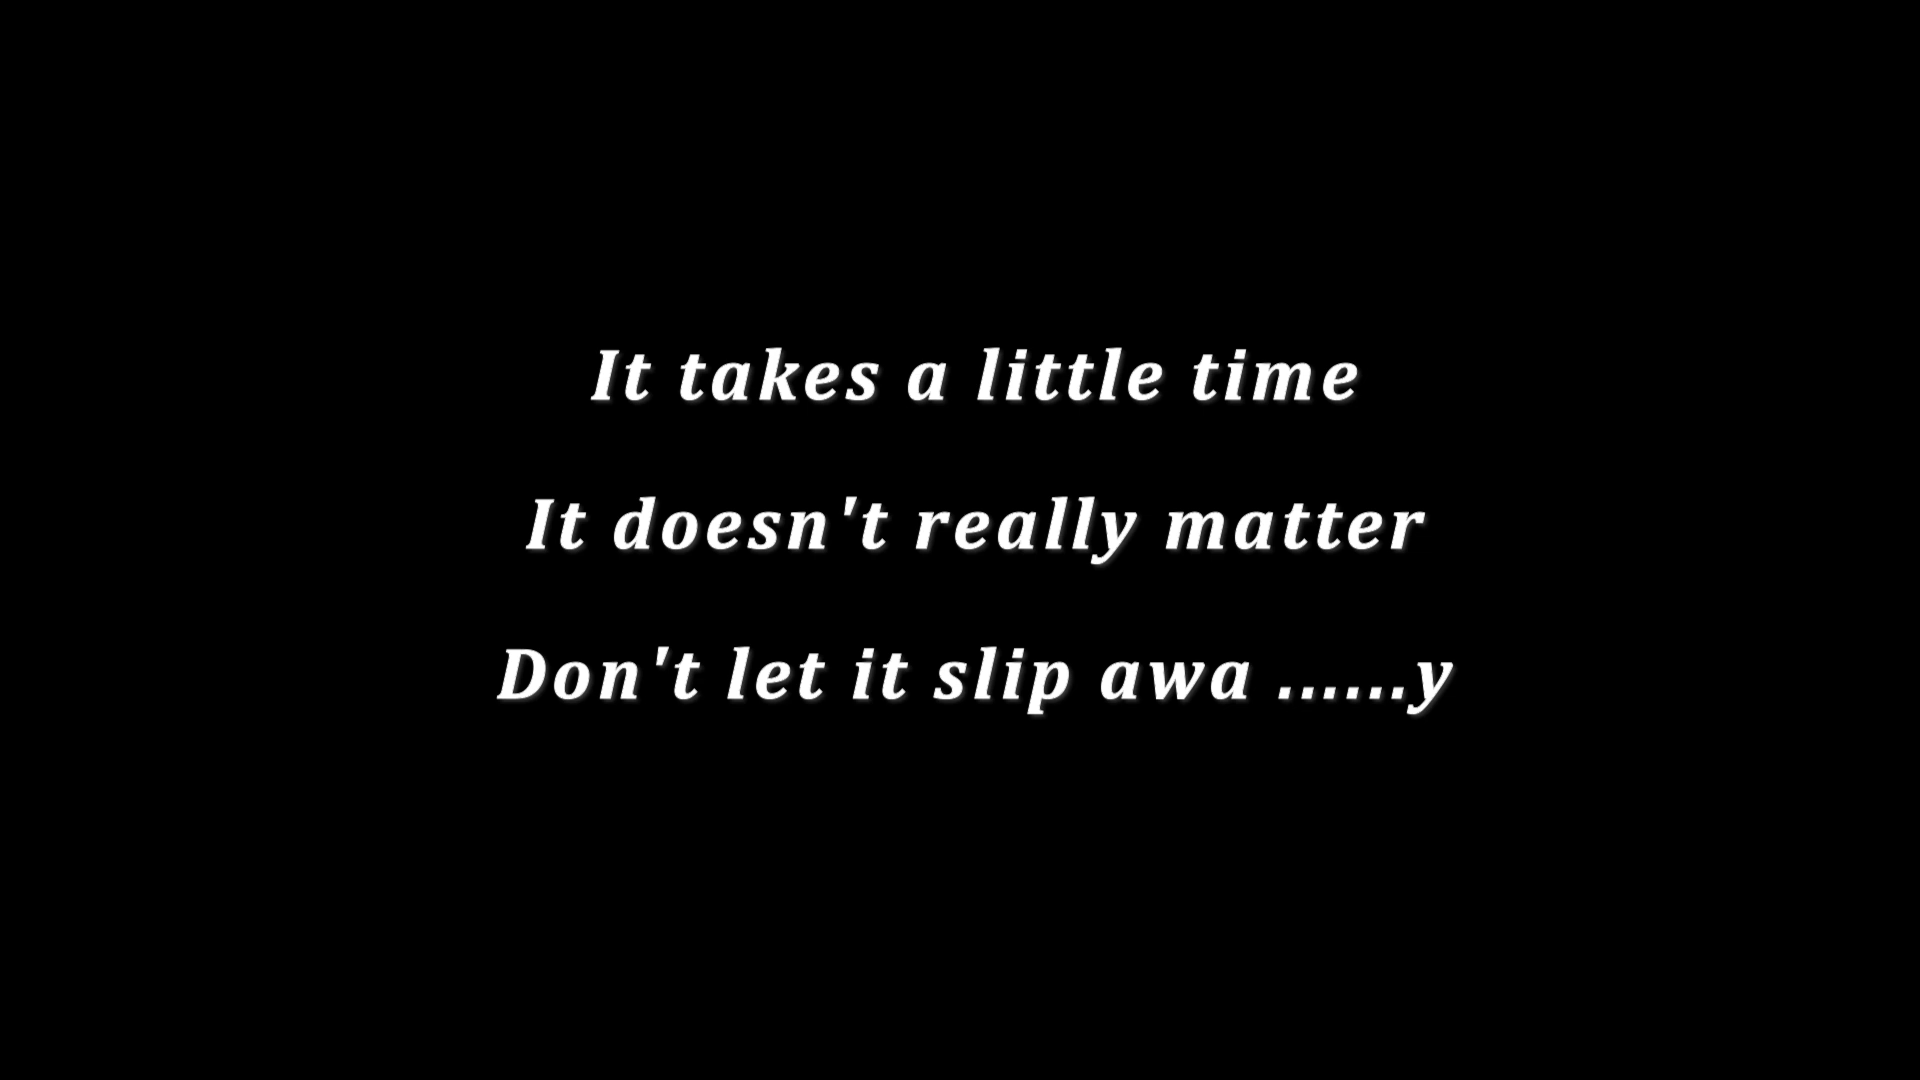 It takes a little time
It doesn't really matter
Don't let it slip awa ......y